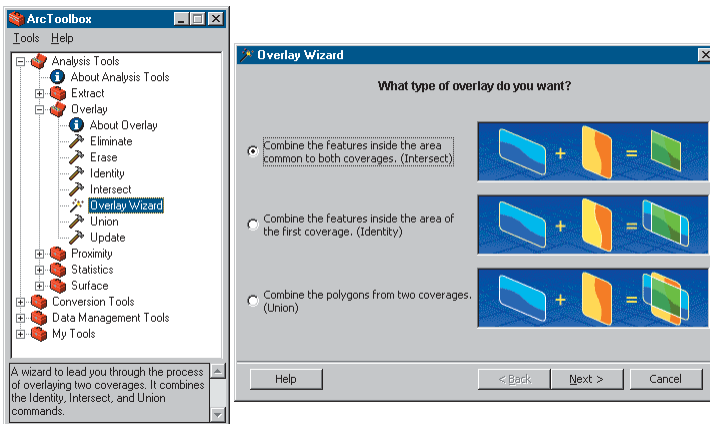 ArcToolbox
Tools Help
Analysis Tools
About Analysis Tools
Extract
Overlay
About Overlay
Eliminate
Erase
Identity
Intersect
Overlay Wizard
Union
Update
Proximity
Statistics
Surface
Conversion Tools
Data Management Tools
My Tools
A wizard to lead you through the process
of overlaying two coverages. It combines
the Identity, Intersect, and Union
commands.
Overlay Wizard
What type of overlay do you want?
Combine the features inside the area
common to both coverages. (Intersect)
+ =
Combine the features inside the area of
the first coverage. (Identity)
+ =
Combine the polygons from two coverages.
(Union)
+ =
Help
< Back
Next >
Cancel